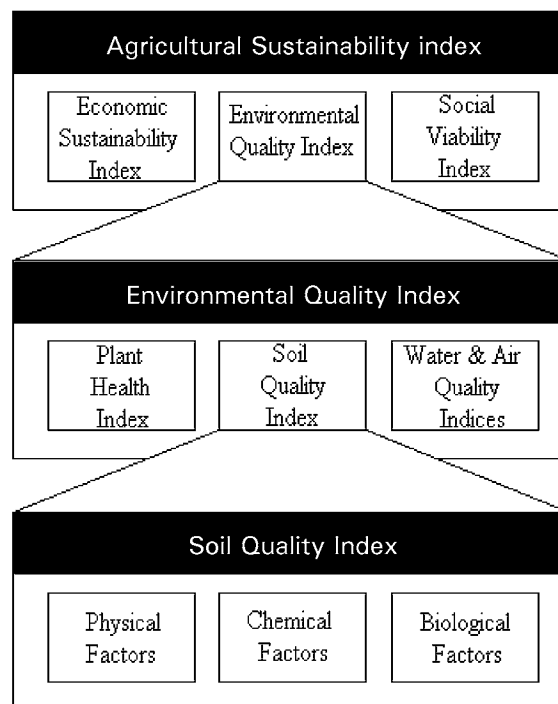 Agricultural Sustainability index
Economic
Sustainability
Index
Environmental
Quality Index
Social
Viability
Index
Environmental Quality Index
Plant
Health
Index
Soil
Quality
Index
Water & Air
Quality
Indices
Soil Quality Index
Physical
Factors
Chemical
Factors
Biological
Factors